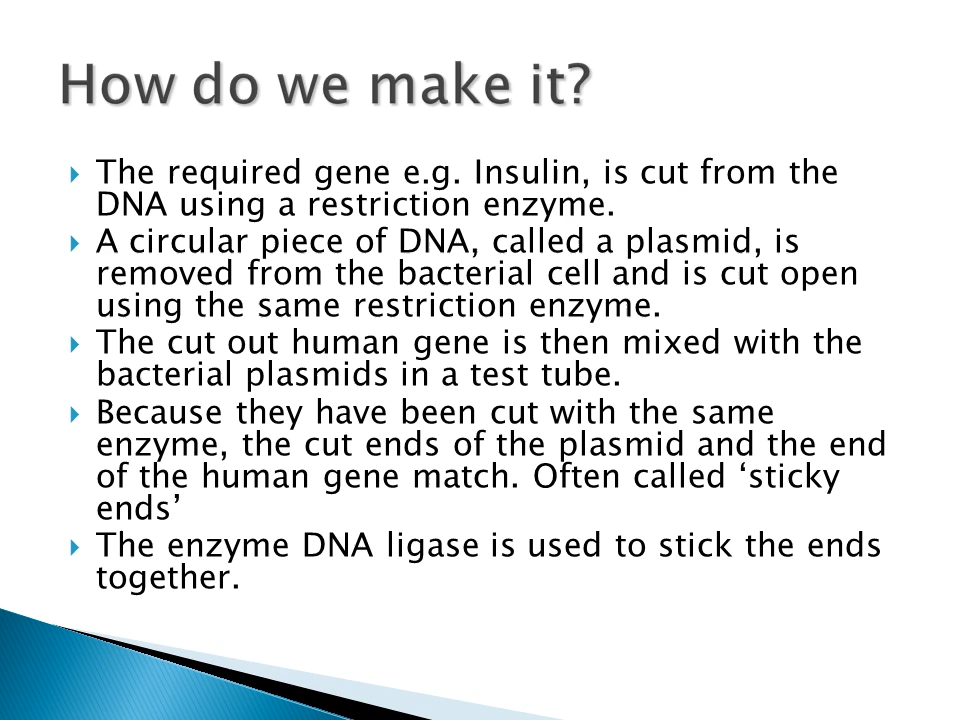 How do we make it?
The required gene e.g. Insulin, is cut from the
DNA using a restriction enzyme.
A circular piece of DNA, called a plasmid, is
removed from the bacterial cell and is cut open
using the same restriction enzyme.
The cut out human gene is then mixed with the
bacterial plasmids in a test tube.
Because they have been cut with the same
enzyme, the cut ends of the plasmid and the end
of the human gene match. Often called ‘sticky
ends’
The enzyme DNA ligase is used to stick the ends
together.